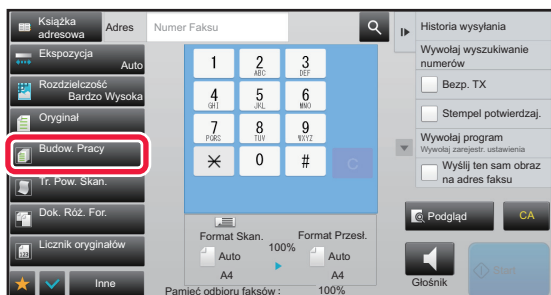 Książka
adresowa
Adres
Numer Faksu
Ekspozycja
Auto
Rozdzielczość
Bardzo Wysoka
Oryginał
Budow. Pracy
Tr. Pow. Skan.
Dok. Róż. For.
Licznik oryginałów
Inne
1
2
ABC
3
DEF
4
GHI
5
JKL
6
MNO
7
PQRS
8
TUV
9
WXYZ
0
#
C
Format Skan.
100%
Format Przesł.
Auto
A4
Auto
A4
Pamięć odbioru faksów :
100%
Historia wysyłania
Wywołaj wyszukiwanie
numerów
Bezp. TX
Stempel potwierdzaj.
Wywołaj program
Wywołaj zarejestr. ustawienia
Wyślij ten sam obraz
na adres faksu
Podgląd
CA
Głośnik
Start